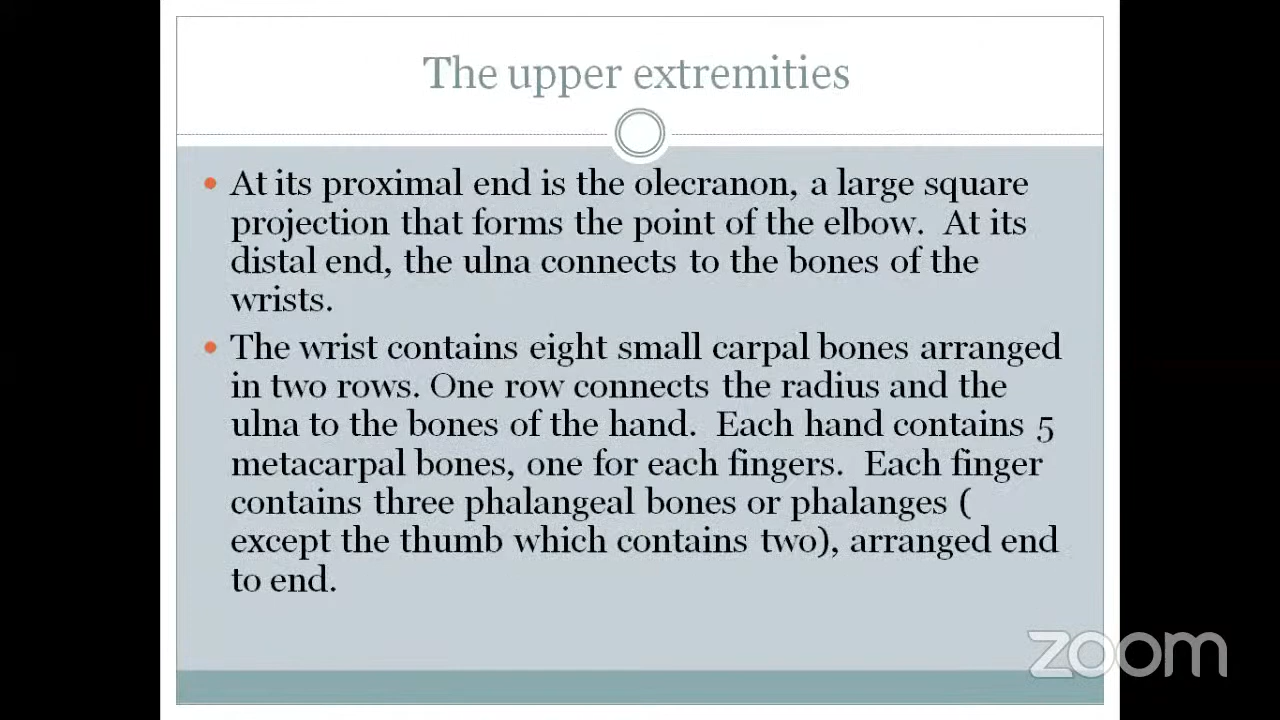 The upper extremities
At its proximal end is the olecranon, a large square
projection that forms the point of the elbow.  At its
distal end, the ulna connects to the bones of the
wrists.
The wrist contains eight small carpal bones arranged
in two rows. One row connects the radius and the
ulna to the bones of the hand.  Each hand contains 5
metacarpal bones, one for each fingers.  Each finger
contains three phalangeal bones or phalanges (
except the thumb which contains two), arranged end
to end.
zoom